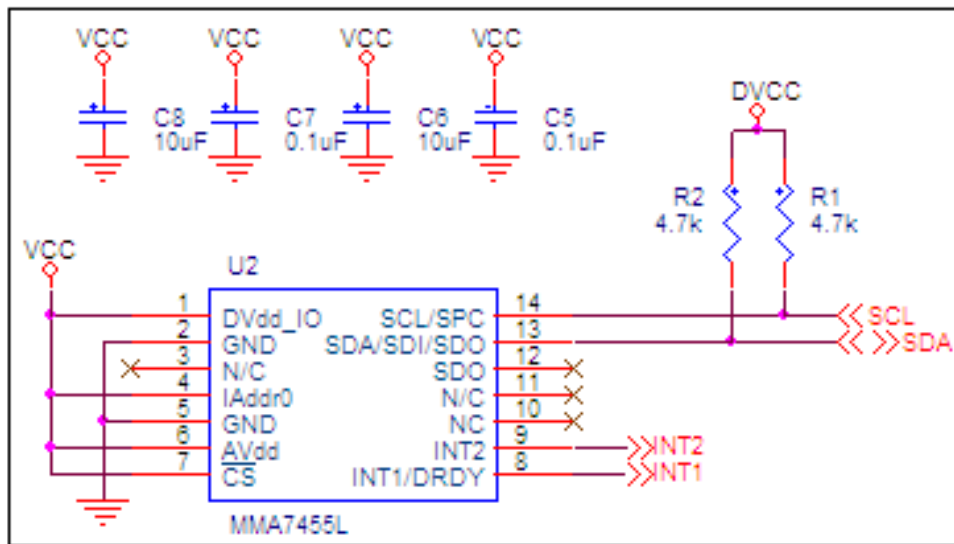 VCC VCC VCC VCC
C8 C7 C6 C5
10uF 0.1uF 10uF 0.1uF
DVCC
R2 R1
4.7k 4.7k
VCC
U2
1 DVdd_IO SCL/SPC 14 SCL
2 GND SDA/SDI/SDO 13 SDA
3 N/C SDO 12
4 IAddr0 N/C 11
5 GND NC 10
6 AVdd INT2 9 INT2
7 CS INT1/DRDY 8 INT1
MMA7455L